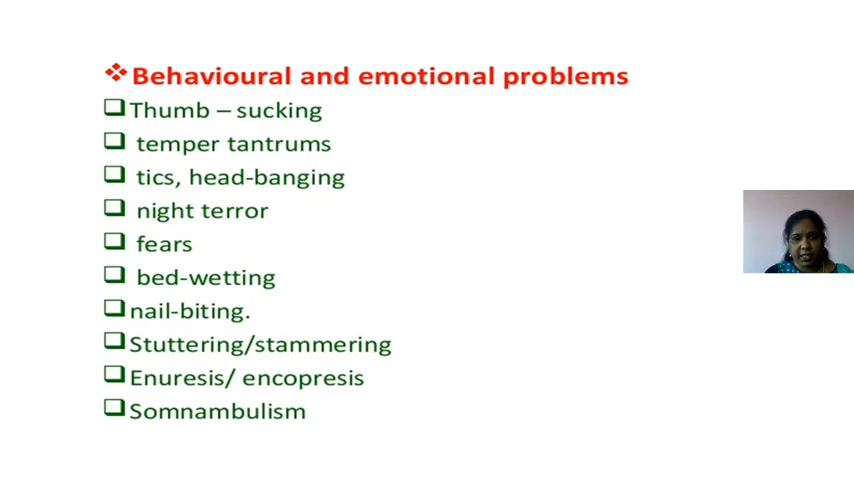 Behavioural and emotional problems
Thumb – sucking
temper tantrums
tics, head-banging
night terror
fears
bed-wetting
nail-biting.
Stuttering/stammering
Enuresis/ encopresis
Somnambulism